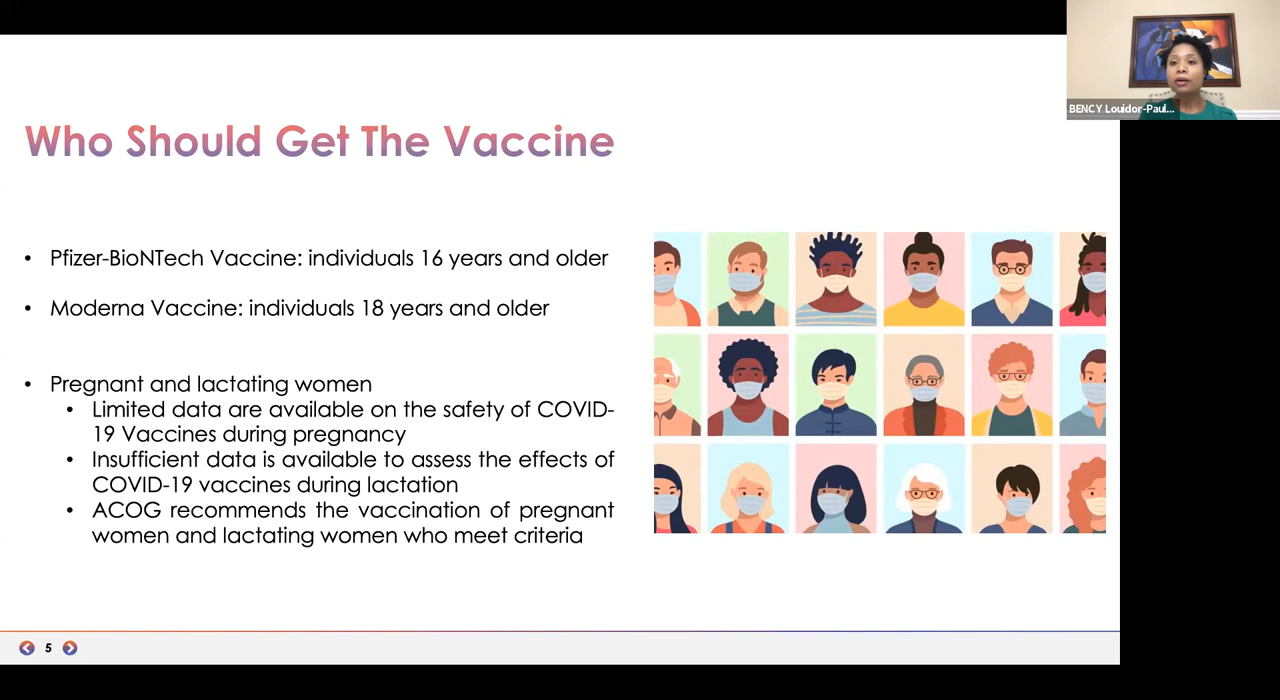 BENCY Louidor-Paul...
Who Should Get The Vaccine
• Pfizer-BioNTech Vaccine: individuals 16 years and older
• Moderna Vaccine: individuals 18 years and older
• Pregnant and lactating women
• Limited data are available on the safety of COVID-
19 Vaccines during pregnancy
• Insufficient data is available to assess the effects of
COVID-19 vaccines during lactation
• ACOG recommends the vaccination of pregnant
women and lactating women who meet criteria
5